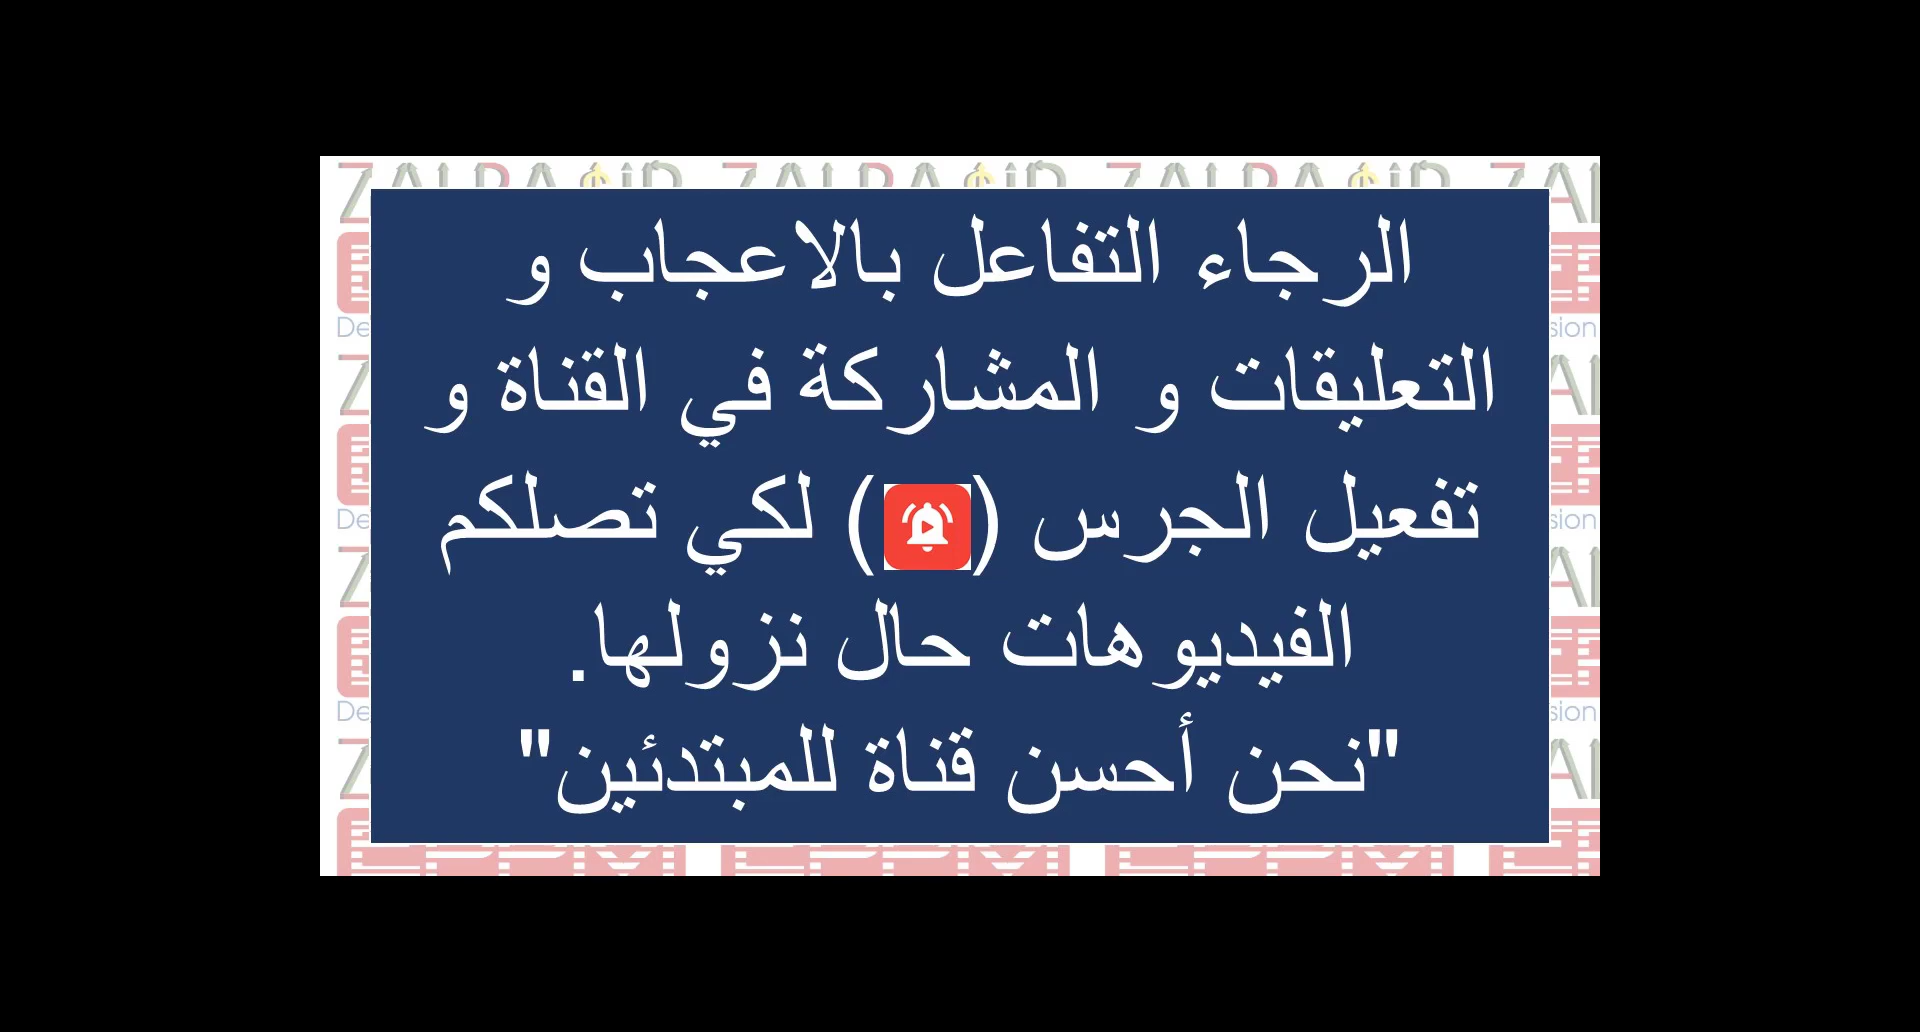 الرجاء التفاعل بالاعجاب و
التعليقات و المشاركة في القناة و
تفعيل الجرس () لكي تصلكم
الفيديوهات حال نزولها.
"نحن أحسن قناة للمبتدئين"